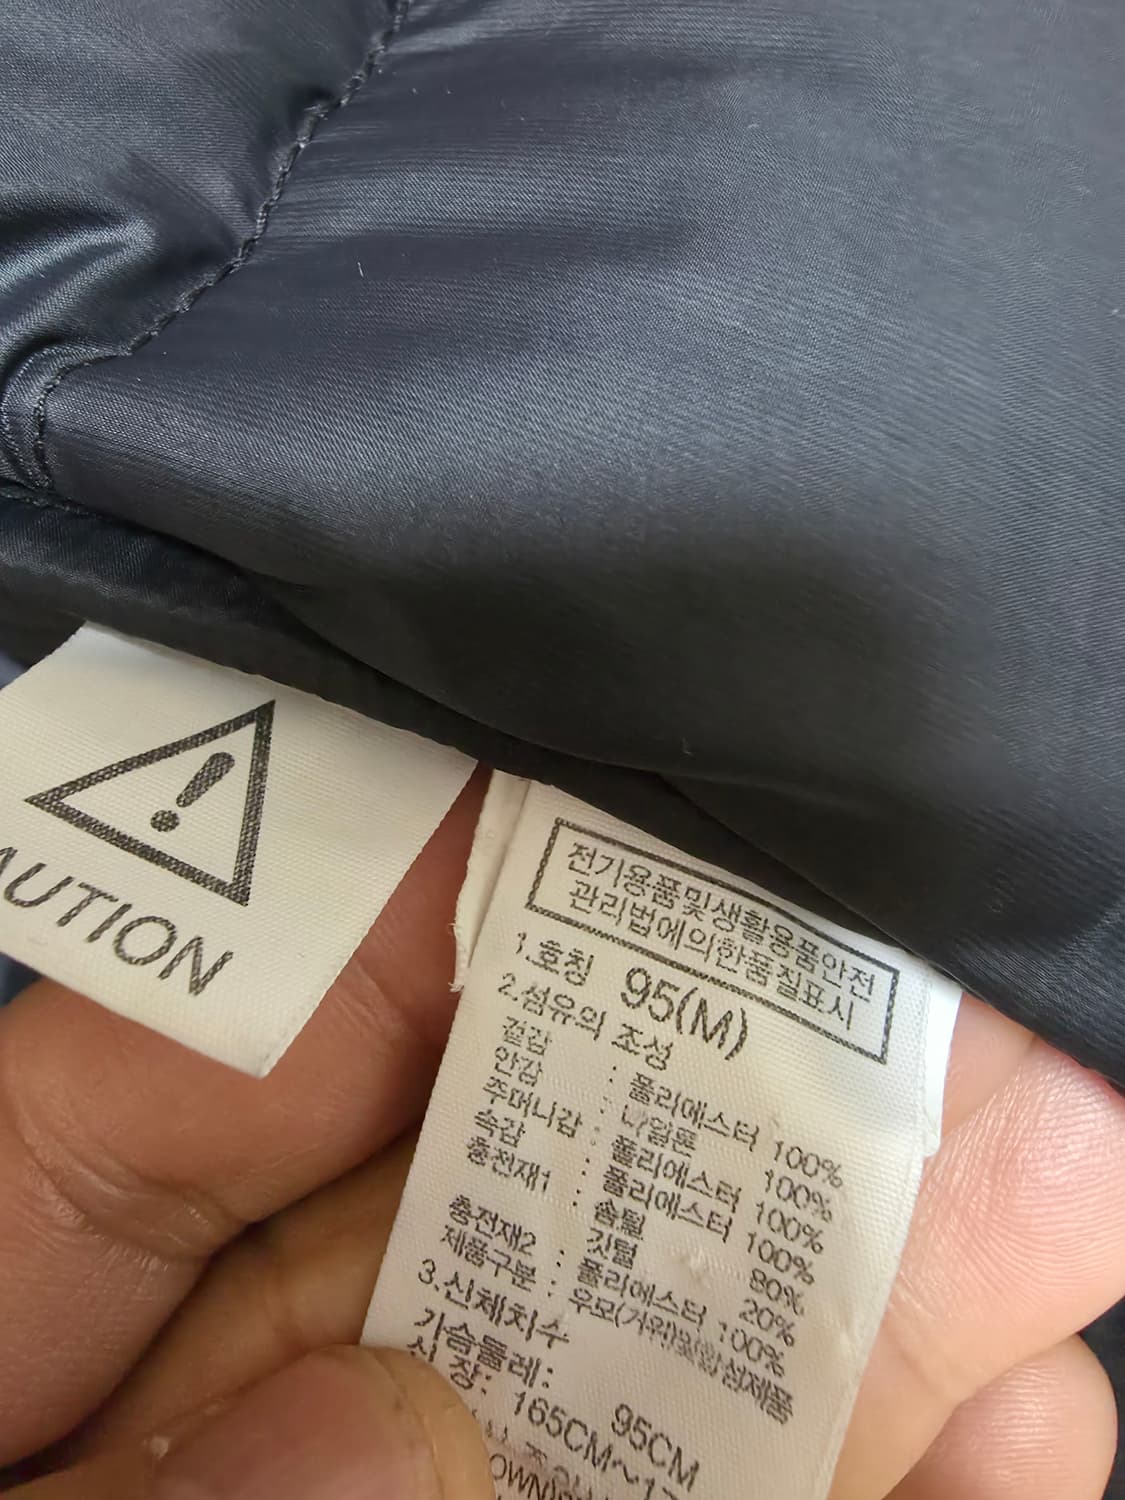 AUTION
전기용품및생활용품안전
관리법에의한품질표시
1.호칭 95(M)
2.섬유의 조성
겉감 : 폴리에스터 100%
안감 : 나일론 100%
주머니감 : 폴리에스터 100%
속감 : 폴리에스터 100%
충전재1 : 솜털 80%
깃털 20%
충전재2 : 폴리에스터 100%
제품구분 : 우모(거위)및합섬제품
3.신체치수
가슴둘레: 95CM
신 장: 165CM~17